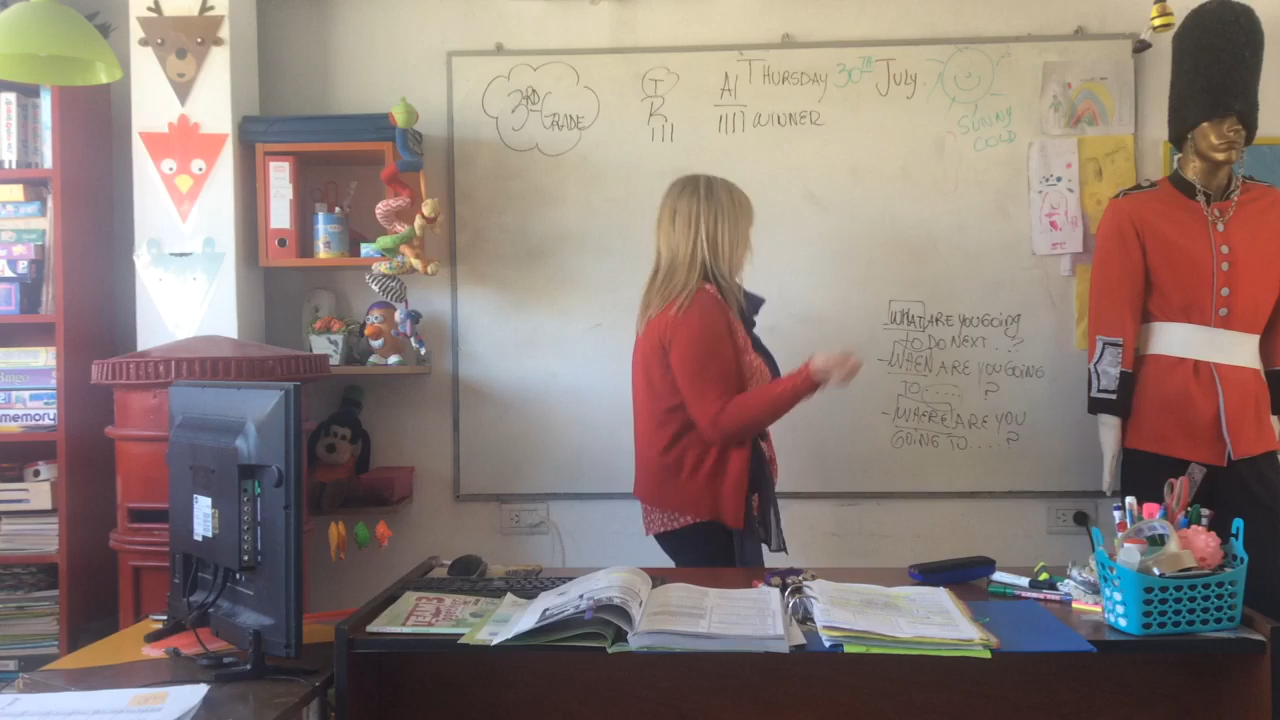 3RD GRADE
T
R
A1
THURSDAY 30TH JULY.
WINNER
SUNNY
COLD
WHAT ARE YOU GOING
TO DO NEXT..?
- WHEN ARE YOU GOING
TO ..... ?
- WHERE ARE YOU
GOING TO ....?
Bingo
memory